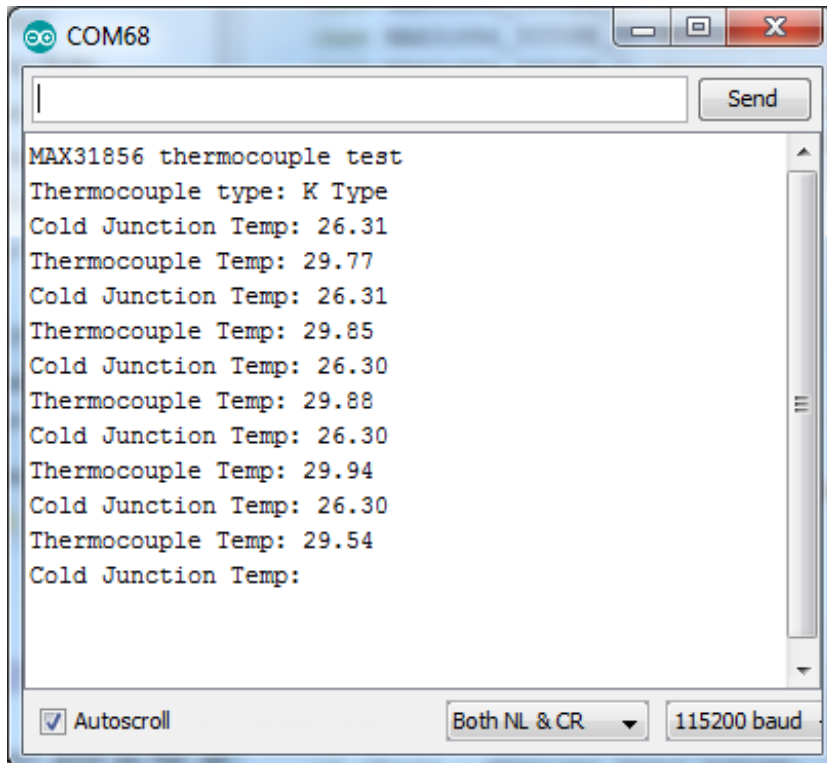 COM68
Send
MAX31856 thermocouple test
Thermocouple type: K Type
Cold Junction Temp: 26.31
Thermocouple Temp: 29.77
Cold Junction Temp: 26.31
Thermocouple Temp: 29.85
Cold Junction Temp: 26.30
Thermocouple Temp: 29.88
Cold Junction Temp: 26.30
Thermocouple Temp: 29.94
Cold Junction Temp: 26.30
Thermocouple Temp: 29.54
Cold Junction Temp:
Autoscroll Both NL & CR 115200 baud